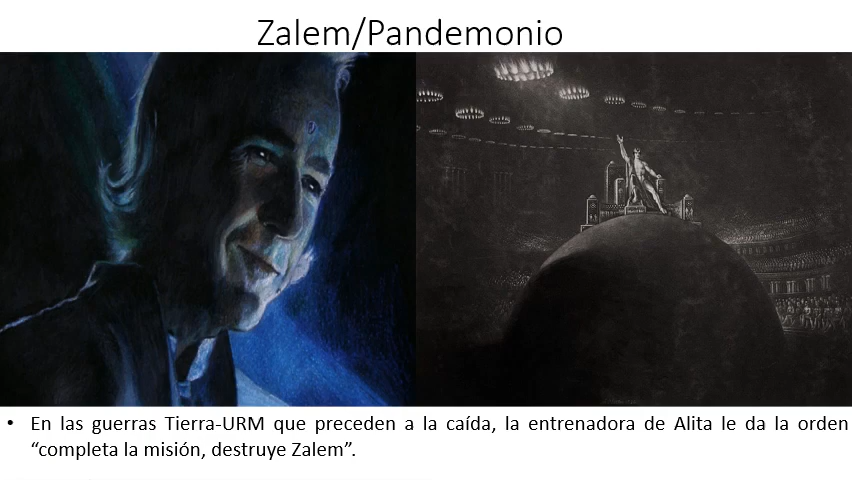 Zalem/Pandemonio
• En las guerras Tierra-URM que preceden a la caída, la entrenadora de Alita le da la orden
“completa la misión, destruye Zalem”.